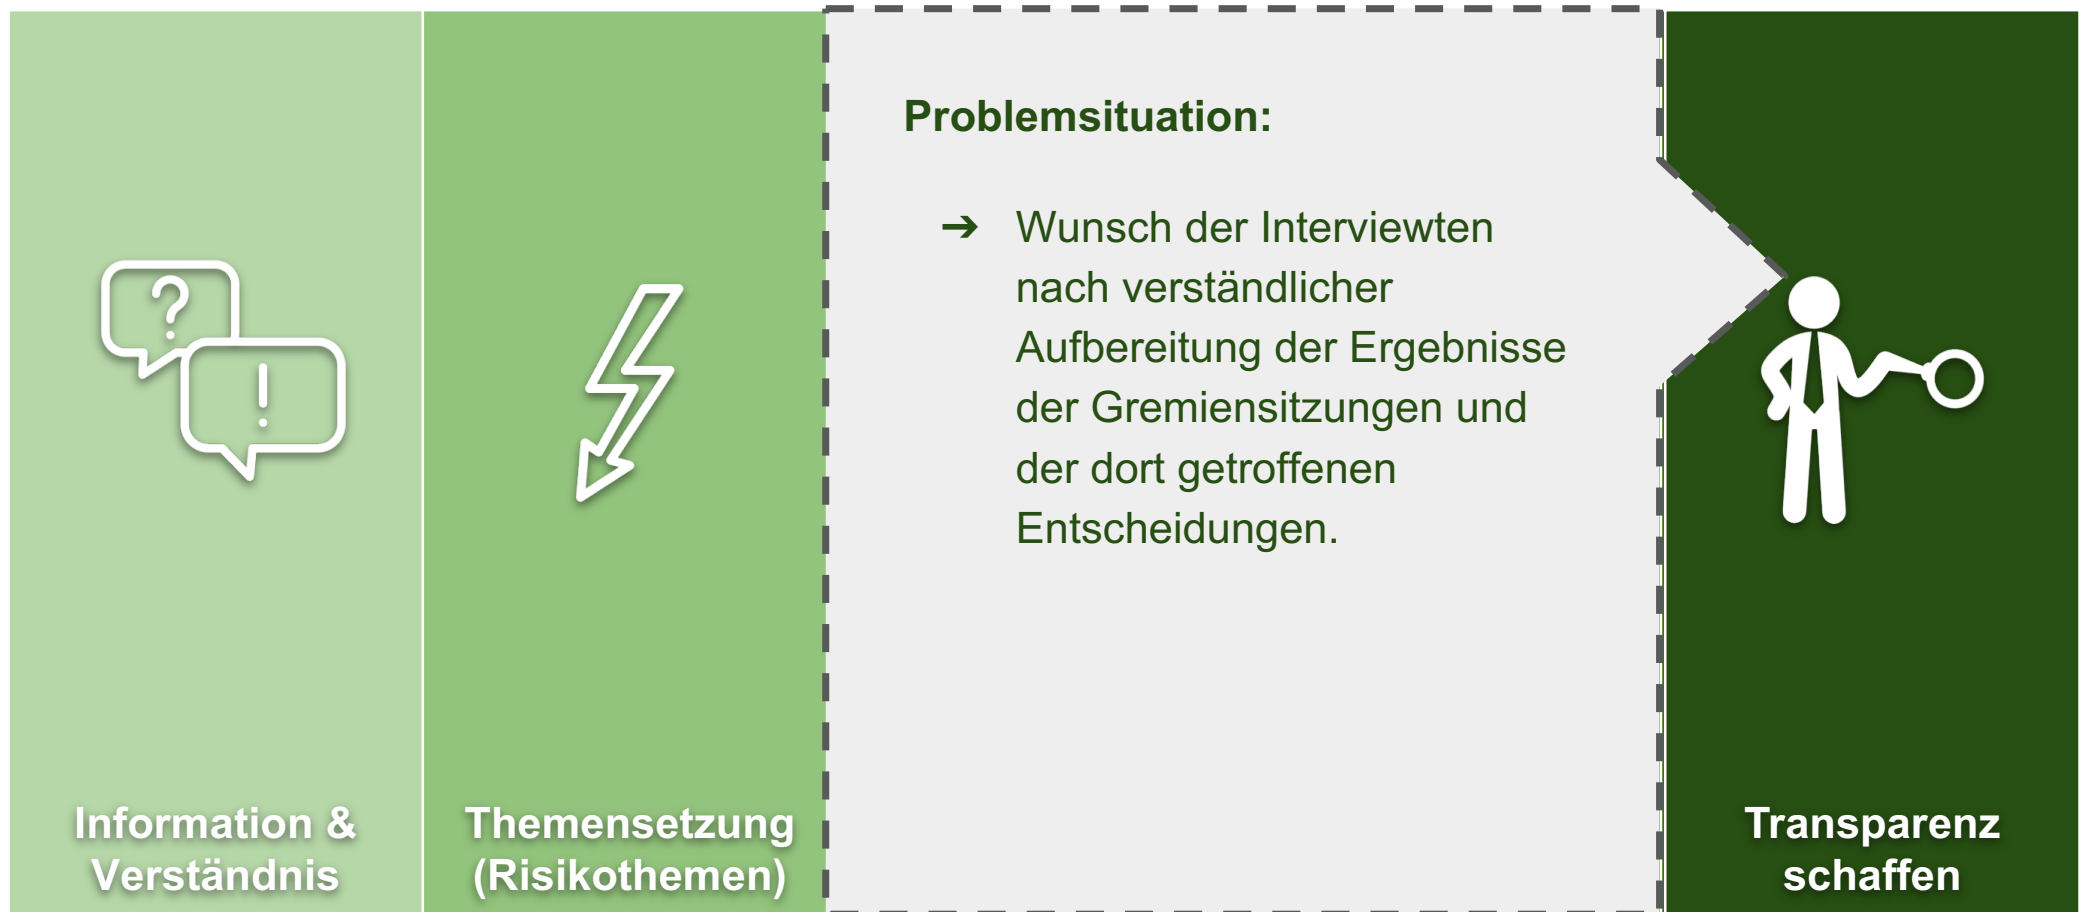 Problemsituation:
➔ Wunsch der Interviewten
nach verständlicher
Aufbereitung der Ergebnisse
der Gremiensitzungen und
der dort getroffenen
Entscheidungen.
?
!
Information &
Verständnis
Themensetzung
(Risikothemen)
Transparenz
schaffen